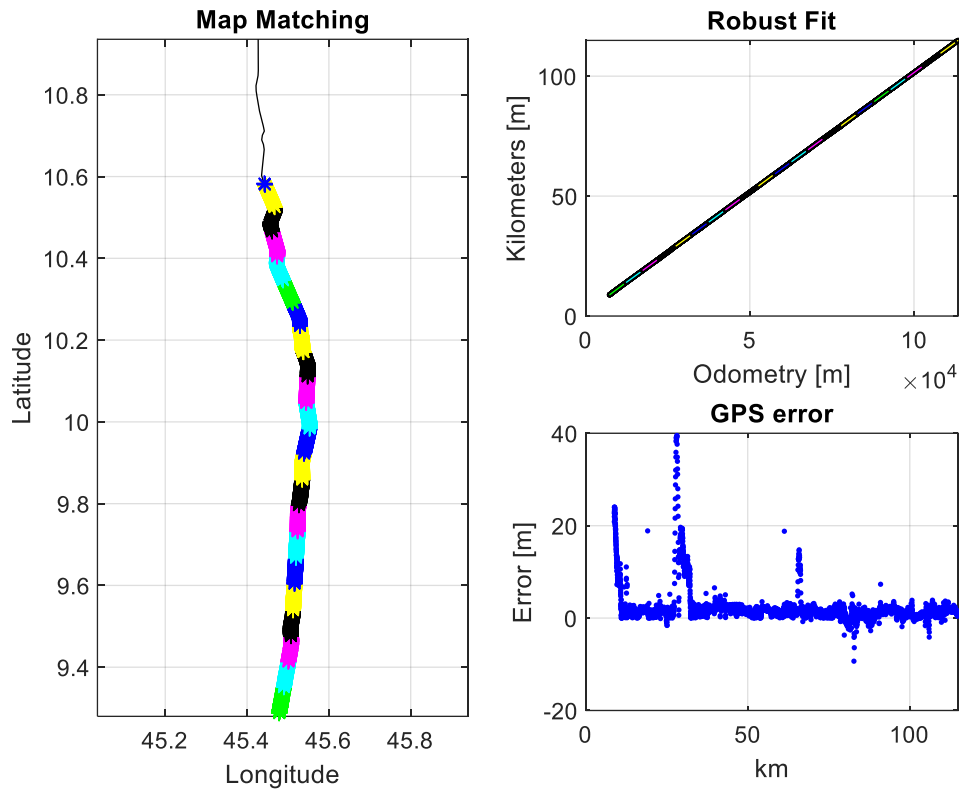 Map Matching
10.8
10.6
10.4
10.2
10
9.8
9.6
9.4
Latitude
45.2 45.4 45.6 45.8
Longitude
Robust Fit
100
50
0
Kilometers [m]
0 5 10
Odometry [m] ×10⁴
GPS error
40
20
0
-20
Error [m]
0 50 100
km